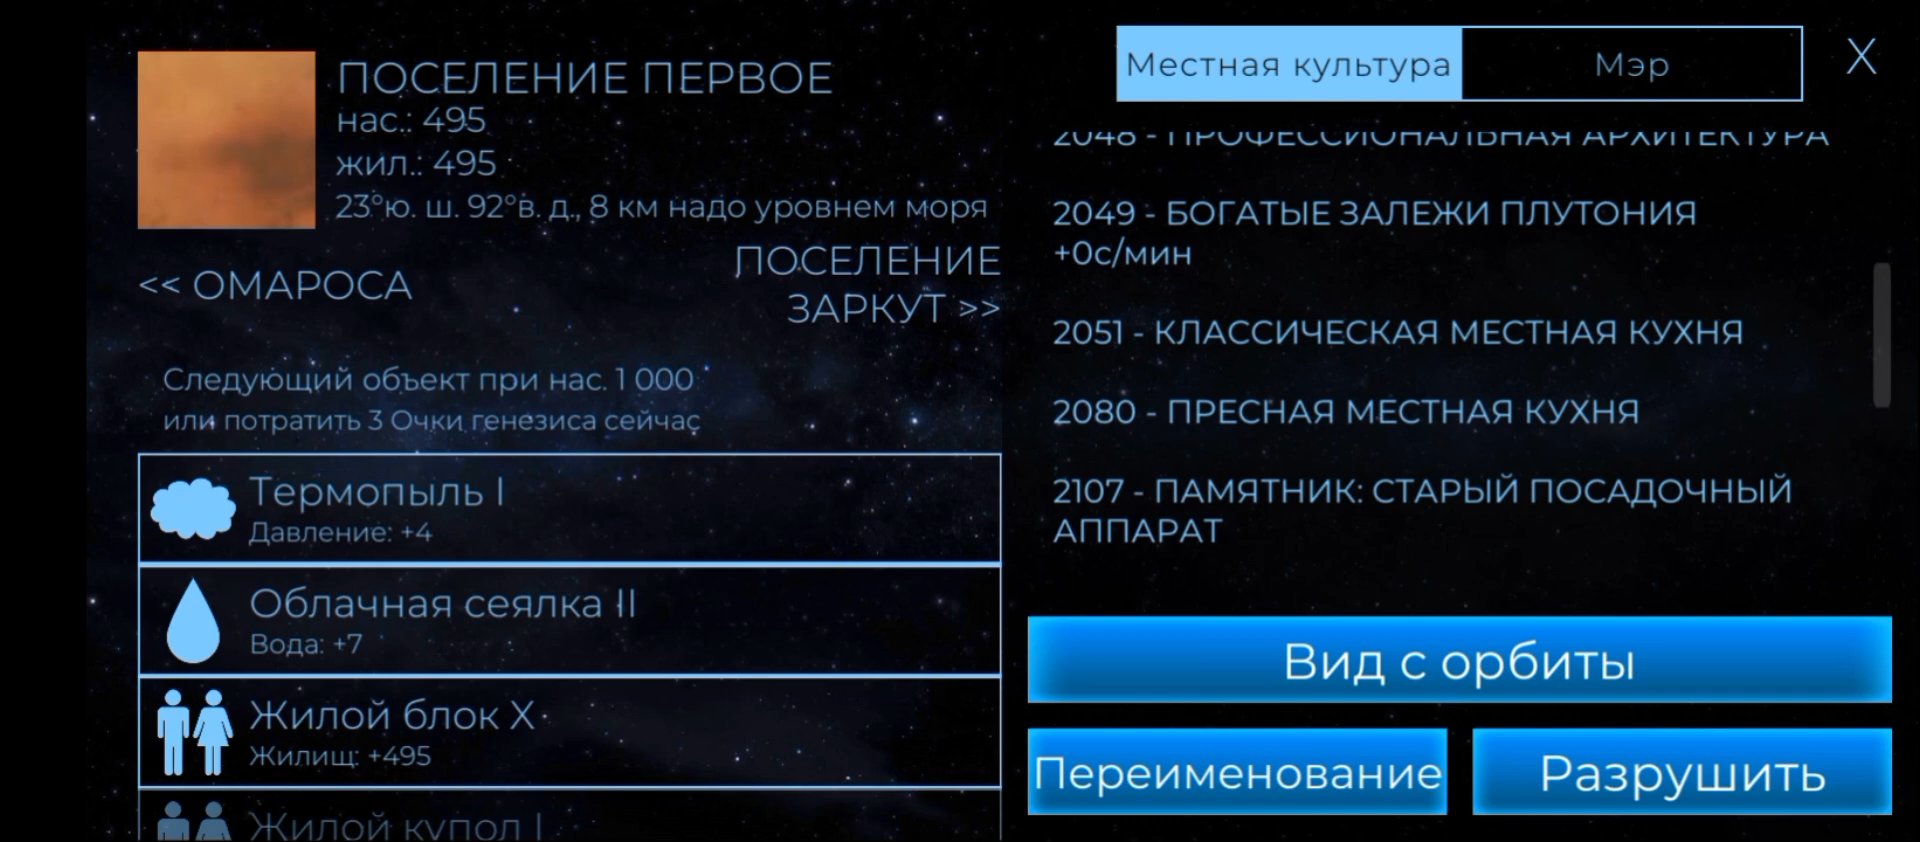 ПОСЕЛЕНИЕ ПЕРВОЕ
нас.: 495
жил.: 495
23°ю. ш. 92°в. д., 8 км надо уровнем моря
<< ОМАРОСА
ПОСЕЛЕНИЕ
ЗАРКУТ >>
Следующий объект при нас. 1 000
или потратить 3 Очки генезиса сейчас
Термопыль I
Давление: +4
Облачная сеялка II
Вода: +7
Жилой блок X
Жилищ: +495
Жилой купол I
Местная культура
Мэр
X
2048 - ПРОФЕССИОНАЛЬНАЯ АРХИТЕКТУРА
2049 - БОГАТЫЕ ЗАЛЕЖИ ПЛУТОНИЯ
+0с/мин
2051 - КЛАССИЧЕСКАЯ МЕСТНАЯ КУХНЯ
2080 - ПРЕСНАЯ МЕСТНАЯ КУХНЯ
2107 - ПАМЯТНИК: СТАРЫЙ ПОСАДОЧНЫЙ
АППАРАТ
Вид с орбиты
Переименование
Разрушить